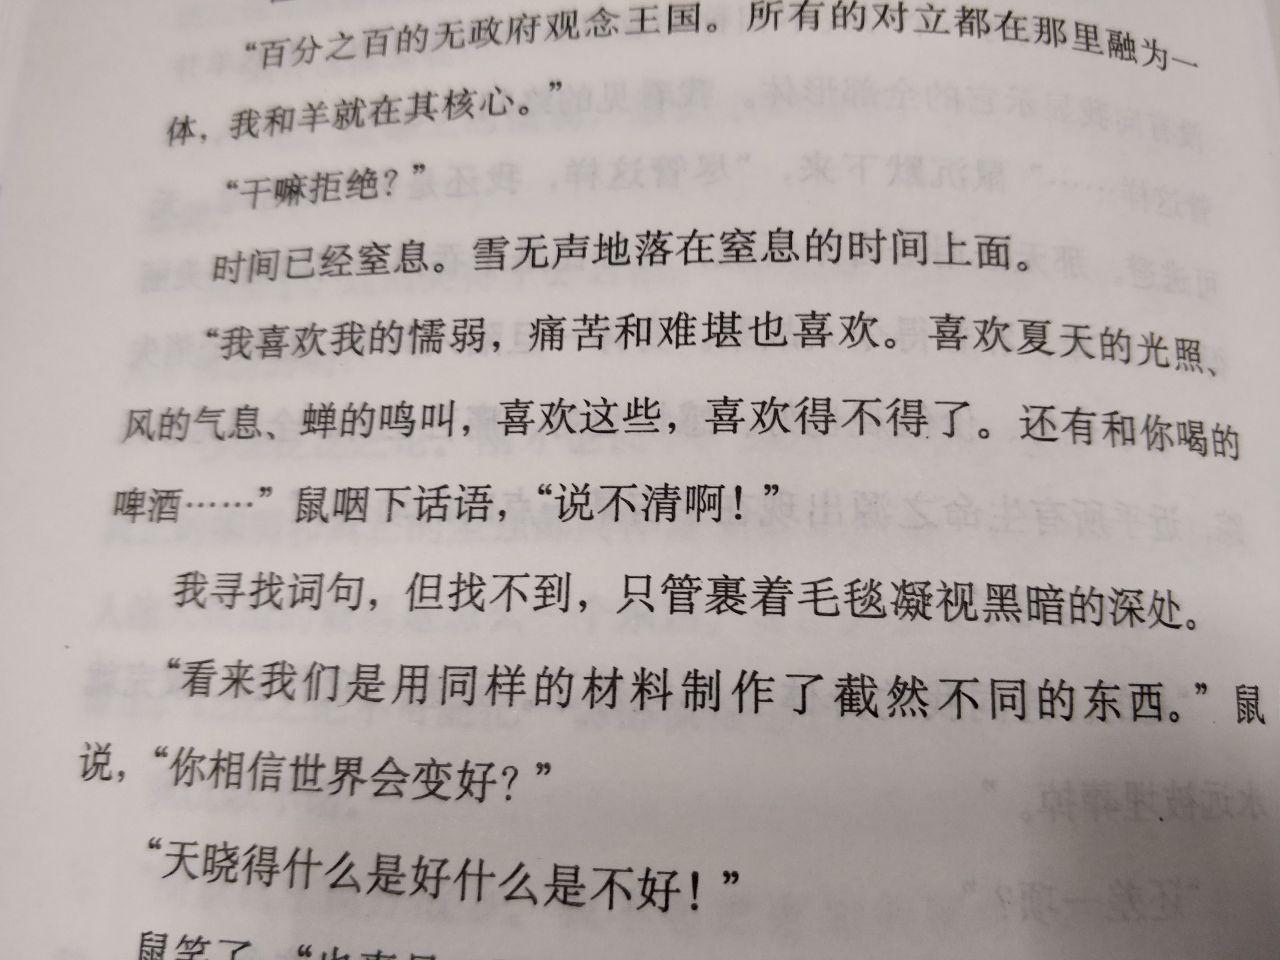 “百分之百的无政府观念王国。所有的对立都在那里融为一
体，我和羊就在其核心。”
“干嘛拒绝？”
时间已经窒息。雪无声地落在窒息的时间上面。
“我喜欢我的懦弱，痛苦和难堪也喜欢。喜欢夏天的光照、
风的气息、蝉的鸣叫，喜欢这些，喜欢得不得了。还有和你喝的
啤酒……”鼠咽下话语，“说不清啊！”
我寻找词句，但找不到，只管裹着毛毯凝视黑暗的深处。
“看来我们是用同样的材料制作了截然不同的东西。”鼠
说，“你相信世界会变好？”
“天晓得什么是好什么是不好！”
鼠笑了，“